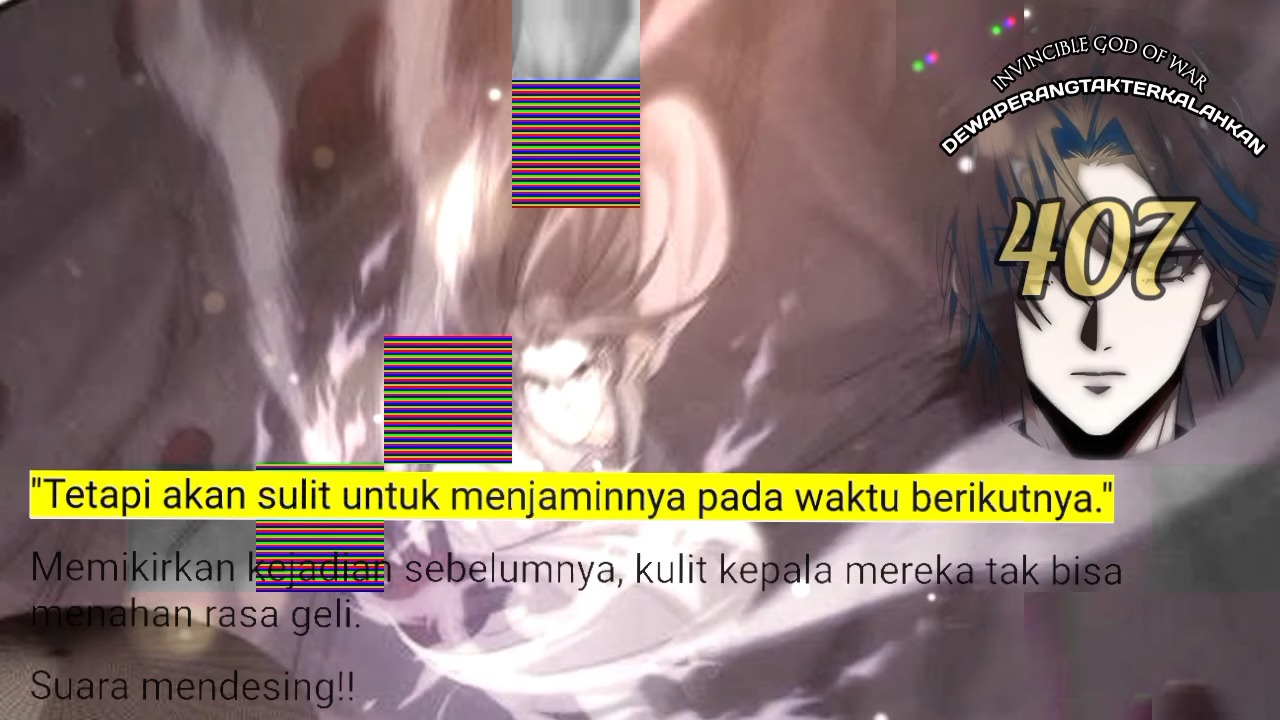 INVINCIBLE GOD OF WAR
DEWAPERANGTAKTERKALAHKAN
407
"Tetapi akan sulit untuk menjaminnya pada waktu berikutnya."
Memikirkan kejadian sebelumnya, kulit kepala mereka tak bisa
menahan rasa geli.
Suara mendesing!!